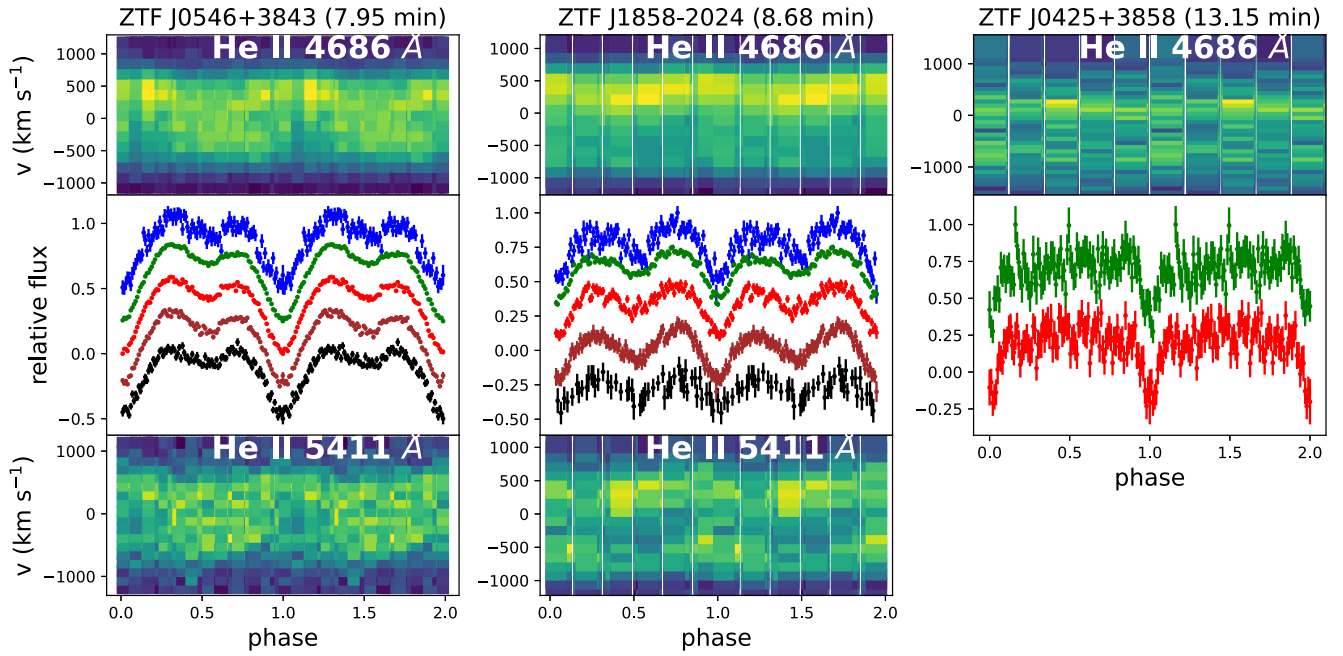 ZTF J0546+3843 (7.95 min)
ZTF J1858-2024 (8.68 min)
ZTF J0425+3858 (13.15 min)
He II 4686 Å
He II 4686 Å
He II 4686 Å
v (km s⁻¹)
1000
500
0
−500
−1000
1000
500
0
−500
−1000
1000
0
−1000
relative flux
1.0
0.5
0.0
−0.5
1.00
0.75
0.50
0.25
0.00
−0.25
−0.50
1.00
0.75
0.50
0.25
0.00
−0.25
0.0 0.5 1.0 1.5 2.0
phase
He II 5411 Å
He II 5411 Å
v (km s⁻¹)
1000
0
−1000
1000
500
0
−500
−1000
0.0 0.5 1.0 1.5 2.0
phase
0.0 0.5 1.0 1.5 2.0
phase